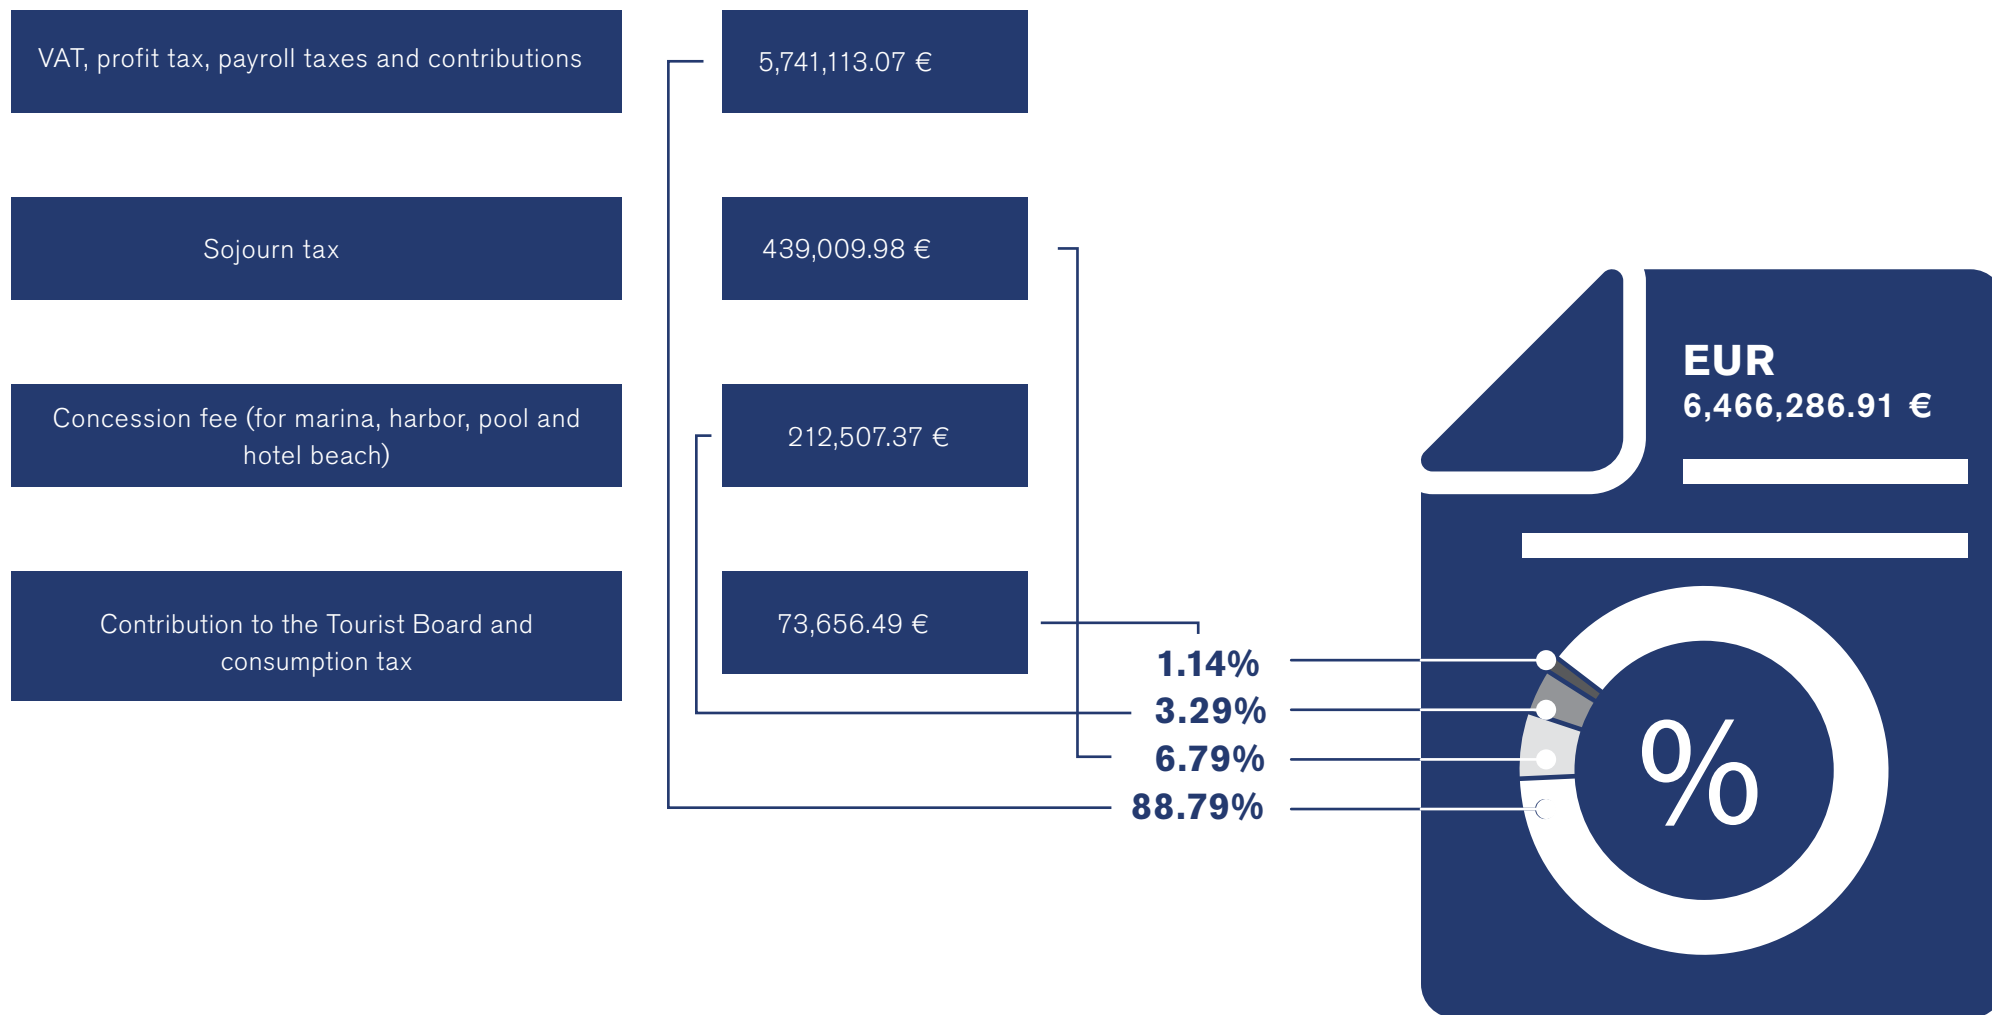 VAT, profit tax, payroll taxes and contributions
5,741,113.07 €
Sojourn tax
439,009.98 €
Concession fee (for marina, harbor, pool and
hotel beach)
212,507.37 €
Contribution to the Tourist Board and
consumption tax
73,656.49 €
1.14%
3.29%
6.79%
88.79%
EUR
6,466,286.91 €
%